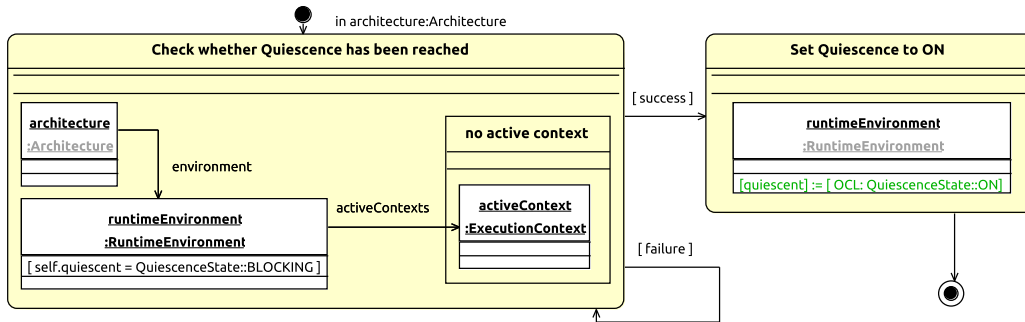 in architecture:Architecture
Check whether Quiescence has been reached
Set Quiescence to ON
[ success ]
architecture
:Architecture
no active context
runtimeEnvironment
:RuntimeEnvironment
environment
[quiescent] := [ OCL: QuiescenceState::ON]
activeContexts
activeContext
:ExecutionContext
runtimeEnvironment
:RuntimeEnvironment
[ self.quiescent = QuiescenceState::BLOCKING ]
[ failure ]